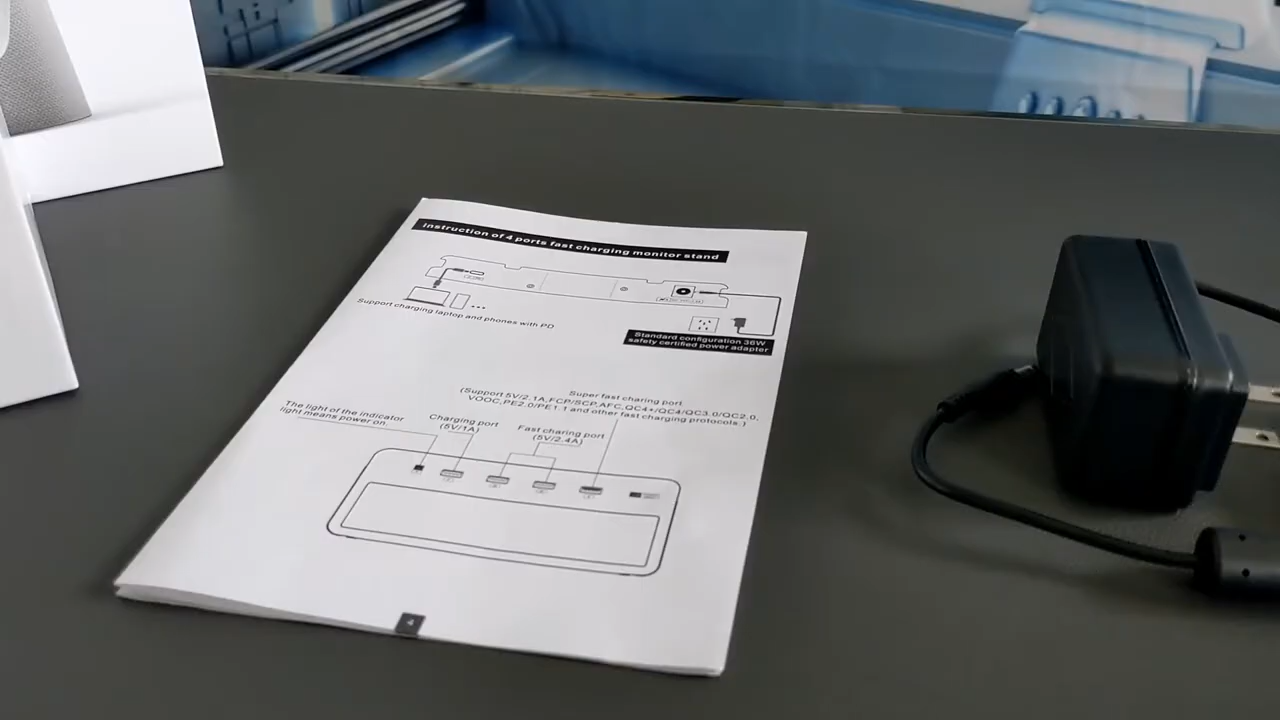 Instruction of 4 ports fast charging monitor stand
Support charging laptop and phones with PD
Standard configuration 36W
safety certified power adapter
Super fast charing port
(Support 5V/2.1A,FCP/SCP,AFC,QC4+/QC4/QC3.0/QC2.0,
VOOC,PE2.0/PE1.1 and other fast charging protocols.)
The light of the indicator
light means power on.
Charging port
(5V/1A)
Fast charing port
(5V/2.4A)
4